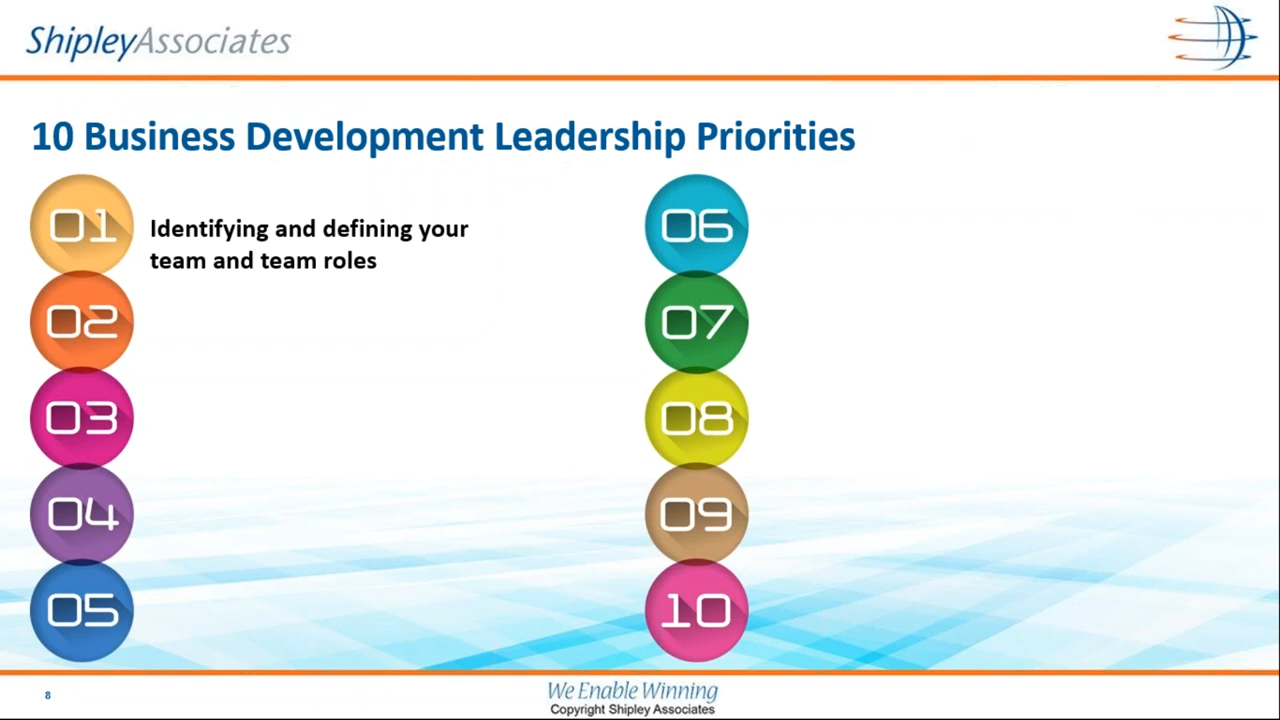 ShipleyAssociates
10 Business Development Leadership Priorities
01
Identifying and defining your
team and team roles
02
03
04
05
06
07
08
09
10
8
We Enable Winning
Copyright Shipley Associates